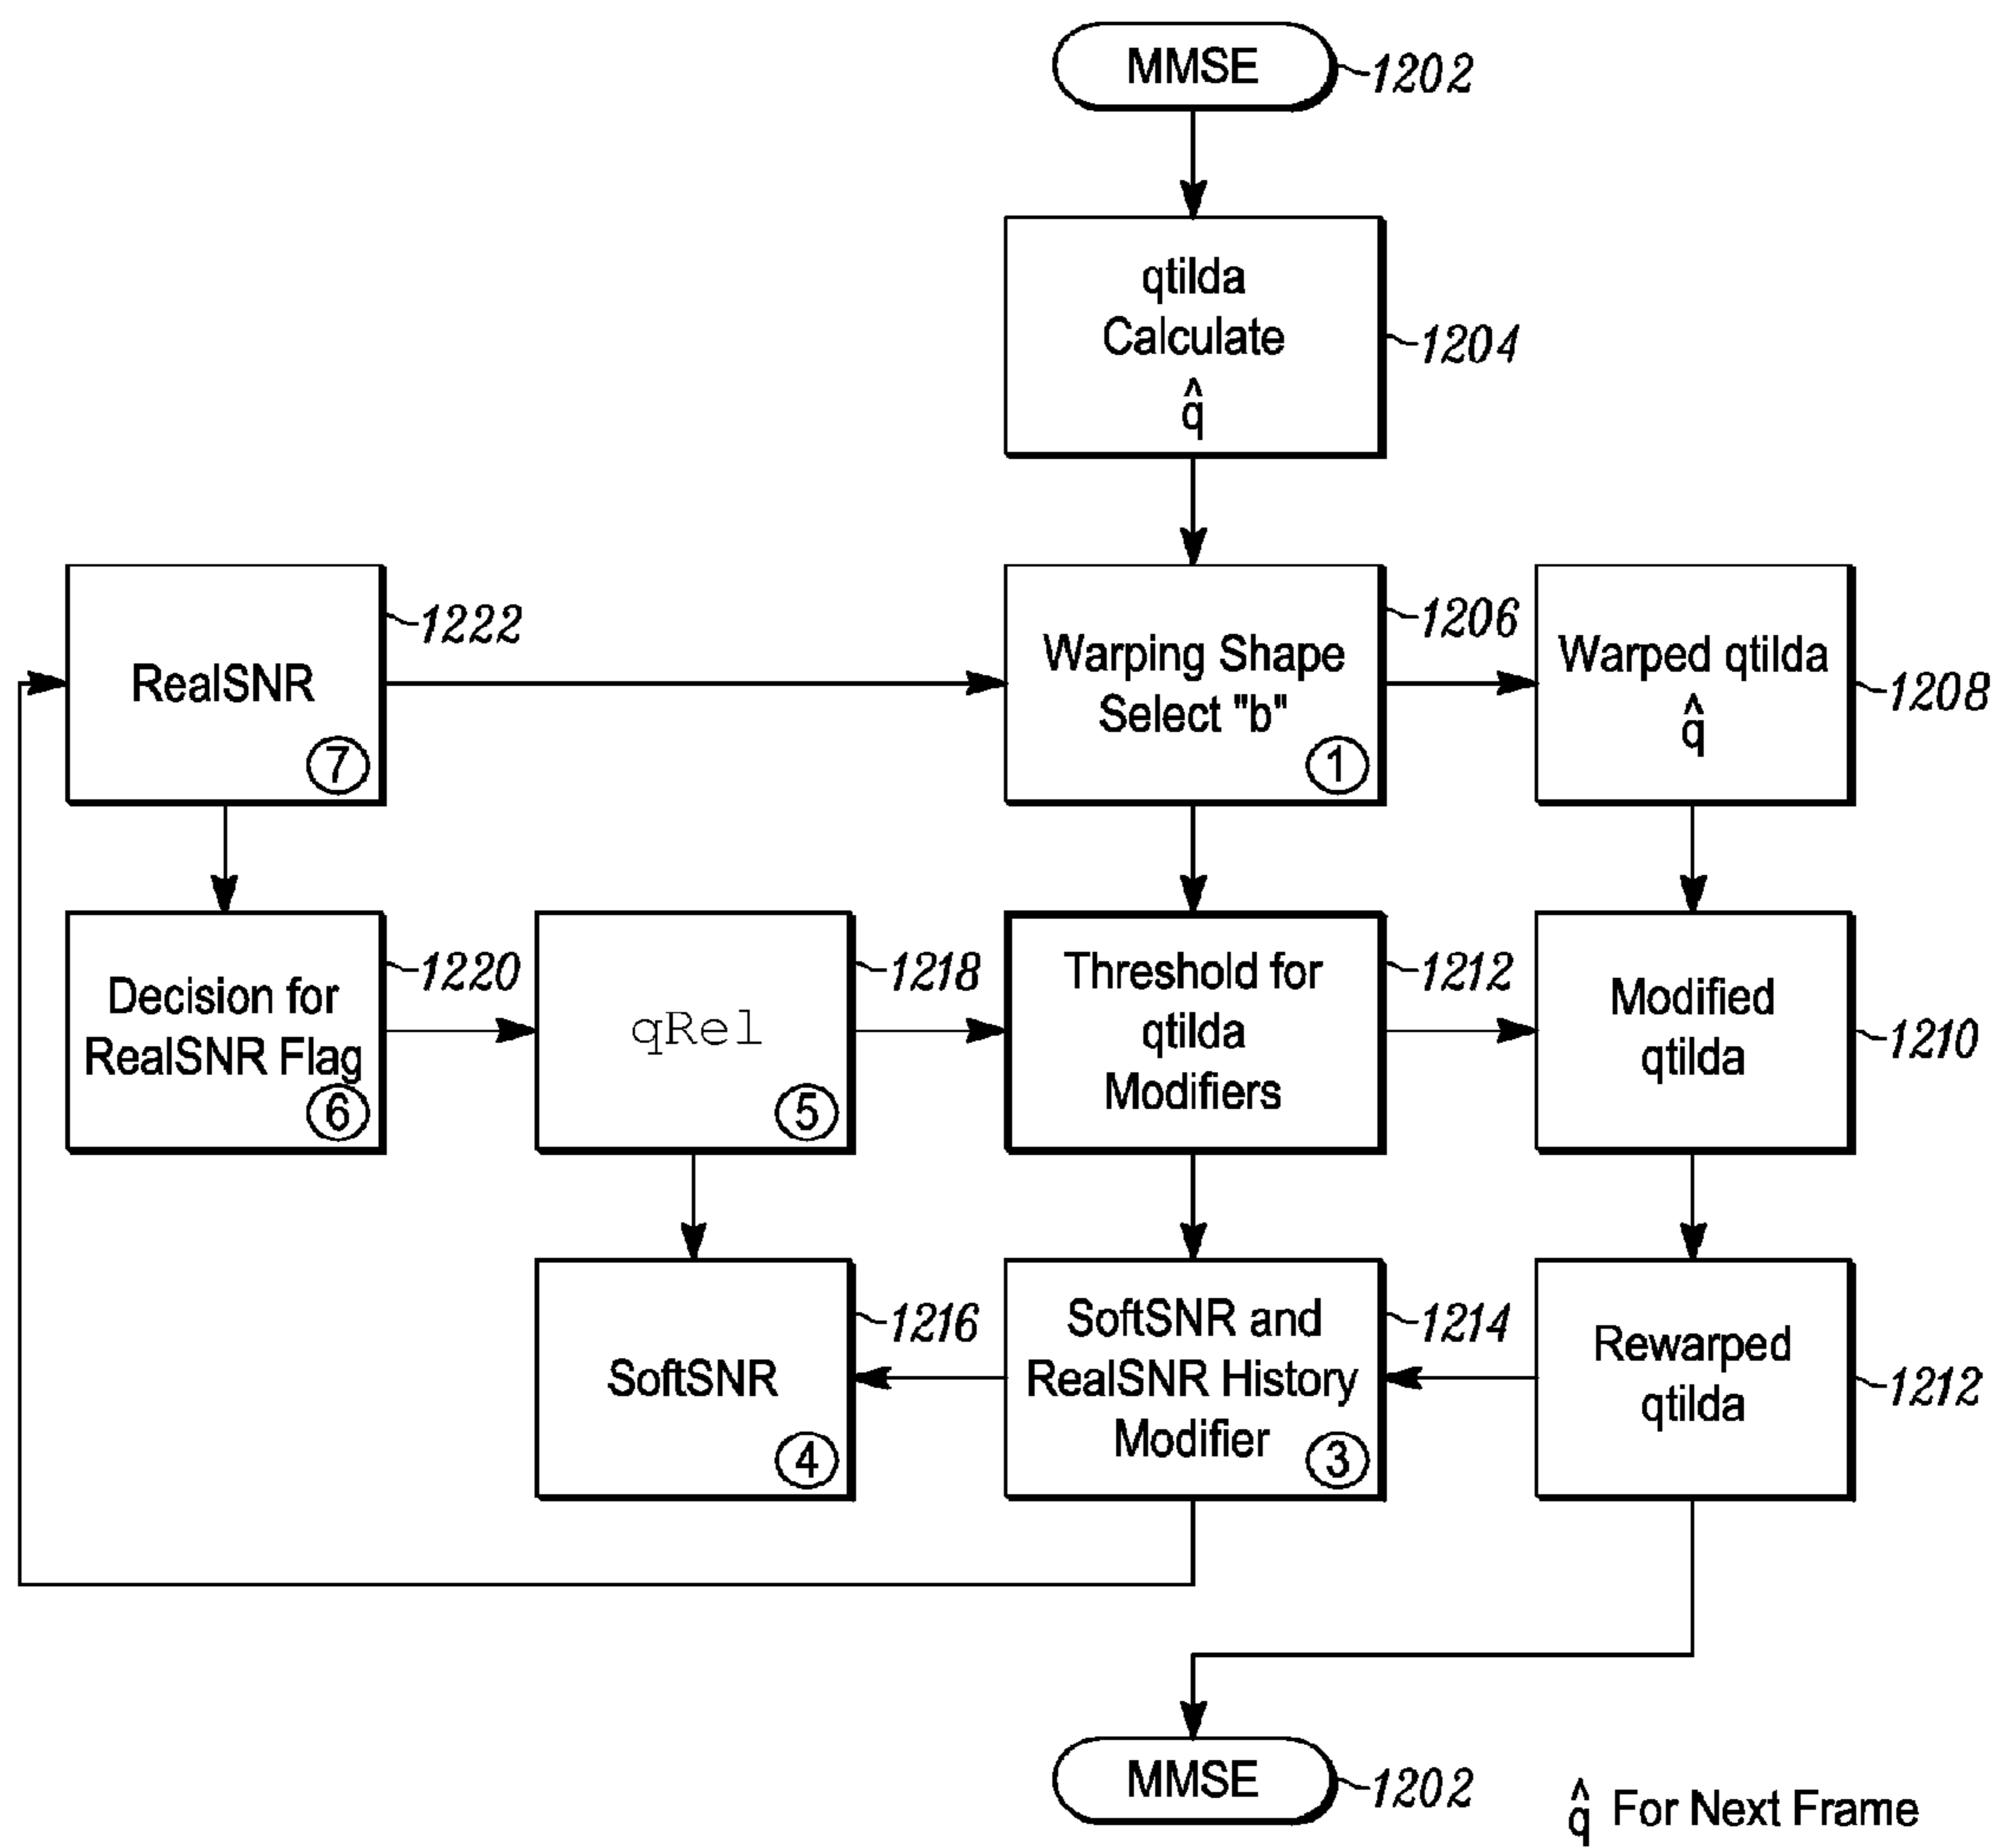 MMSE
1202
qtilda
Calculate
q̂
1204
RealSNR
⑦
1222
Warping Shape
Select "b"
①
1206
Warped qtilda
q̂
1208
Decision for
RealSNR Flag
⑥
1220
qRel
⑤
1218
Threshold for
qtilda
Modifiers
1212
Modified
qtilda
1210
SoftSNR
④
1216
SoftSNR and
RealSNR History
Modifier
③
1214
Rewarped
qtilda
1212
MMSE
1202
q̂ For Next Frame